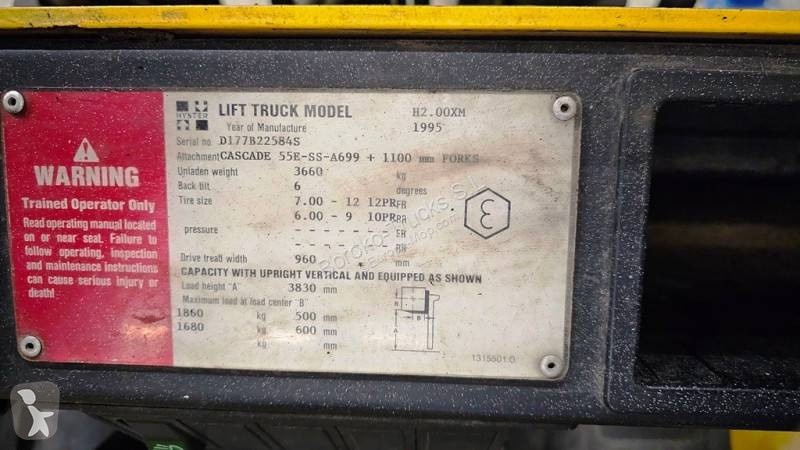 WARNING
Trained Operator Only
Read operating manual located
on or near seat. Failure to
follow operating, inspection
and maintenance instructions
can cause serious injury or
death!
HYSTER
LIFT TRUCK MODEL H2.00XM
Year of Manufacture 1995
Serial no D177B22584S
Attachment CASCADE 55E-SS-A699 + 1100 mm FORKS
Unladen weight 3660 kg
Back tilt 6 degrees
Tire size 7.00 - 12 12PR FR
6.00 - 9 10PR RR
pressure - - - - - - - - FR
- - - - - - - - RR
Drive tread width 960 mm
CAPACITY WITH UPRIGHT VERTICAL AND EQUIPPED AS SHOWN
Load height "A" 3830 mm
Maximum load at load center "B"
1860 kg 500 mm
1680 kg 600 mm
B
B
A
1315501 D
Roroko-Trucks, S.L.